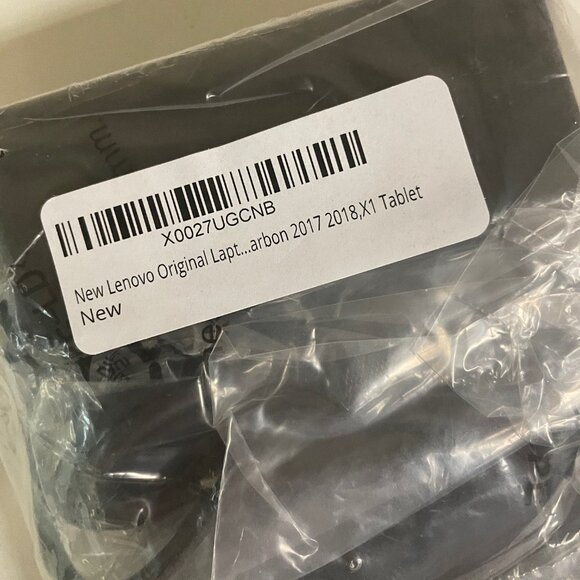 X0027UGCNB
New Lenovo Original Lapt...arbon 2017 2018,X1 Tablet
New